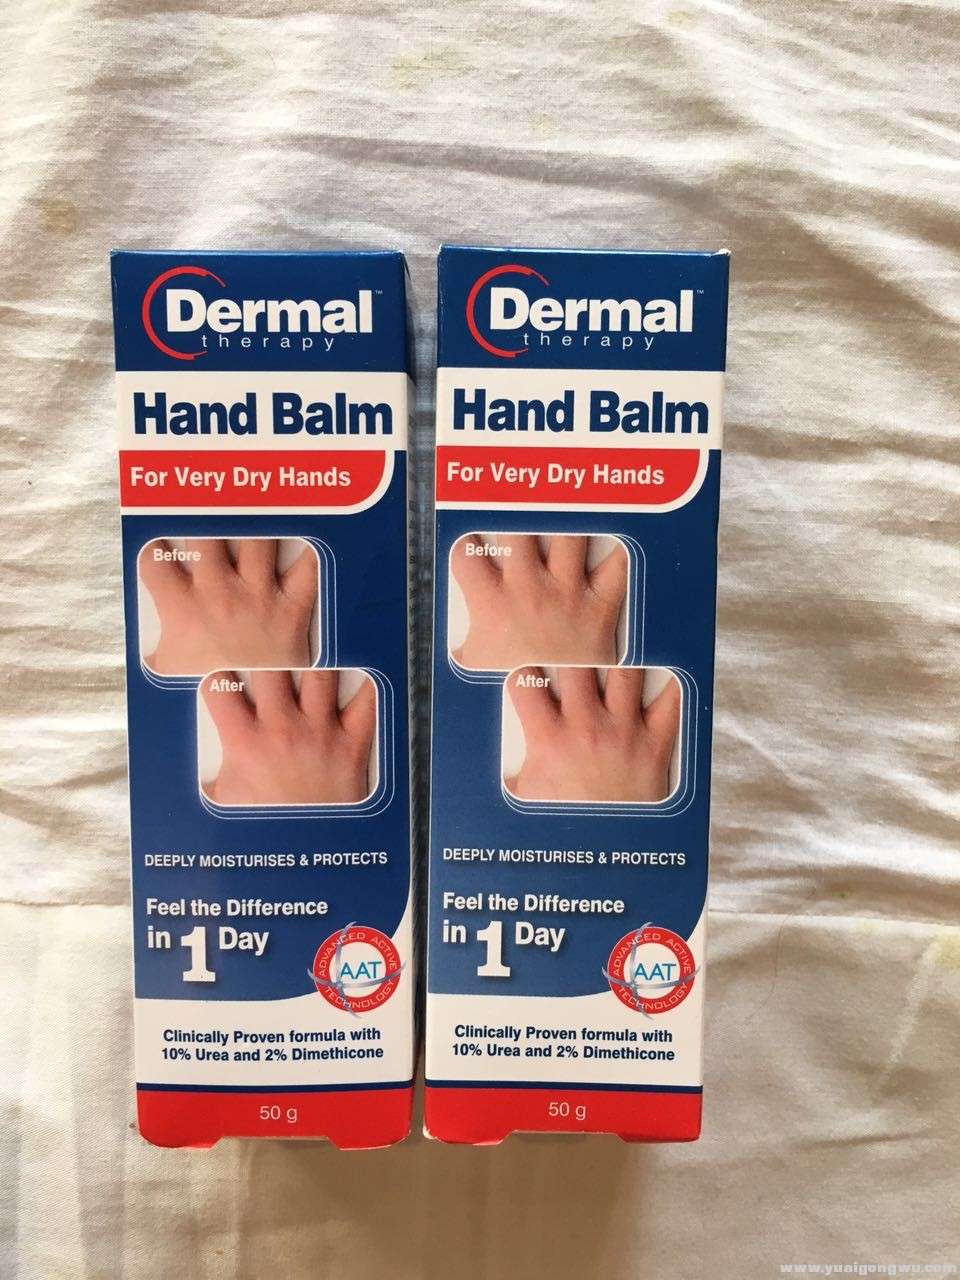 Dermal™
therapy
Hand Balm
For Very Dry Hands
Before
After
DEEPLY MOISTURISES & PROTECTS
Feel the Difference
in 1 Day
ADVANCED ACTIVE
AAT
TECHNOLOGY
Clinically Proven formula with
10% Urea and 2% Dimethicone
50 g
Dermal™
therapy
Hand Balm
For Very Dry Hands
Before
After
DEEPLY MOISTURISES & PROTECTS
Feel the Difference
in 1 Day
ADVANCED ACTIVE
AAT
TECHNOLOGY
Clinically Proven formula with
10% Urea and 2% Dimethicone
50 g
www.yuaigongwu.com